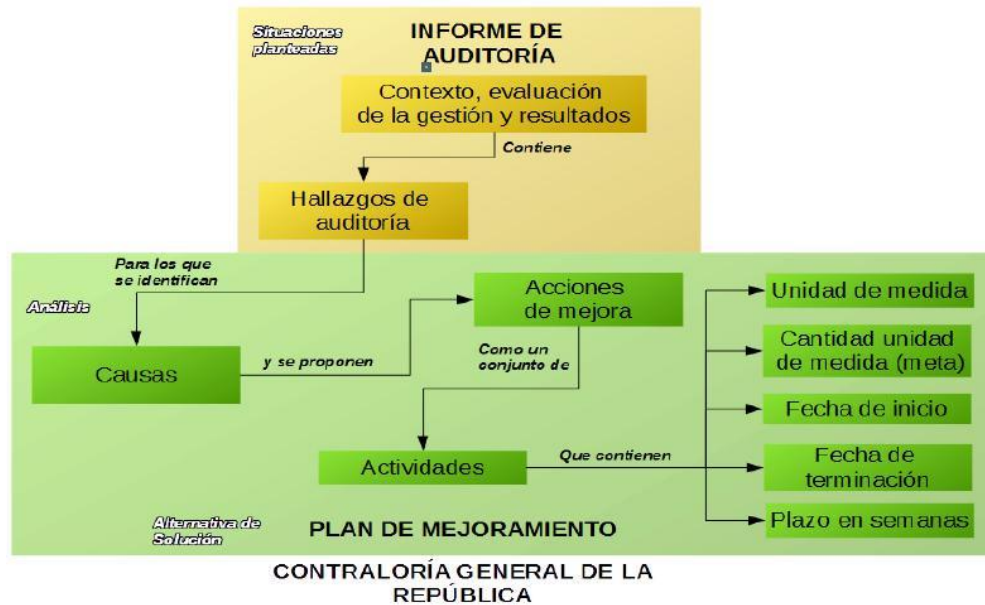 Situaciones
planteadas
INFORME DE
AUDITORÍA
Contexto, evaluación
de la gestión y resultados
Contiene
Hallazgos de
auditoría
Para los que
se identifican
Análisis
Causas
y se proponen
Acciones
de mejora
Como un
conjunto de
Actividades
Que contienen
Unidad de medida
Cantidad unidad
de medida (meta)
Fecha de inicio
Fecha de
terminación
Plazo en semanas
Alternativa de
Solución
PLAN DE MEJORAMIENTO
CONTRALORÍA GENERAL DE LA
REPÚBLICA